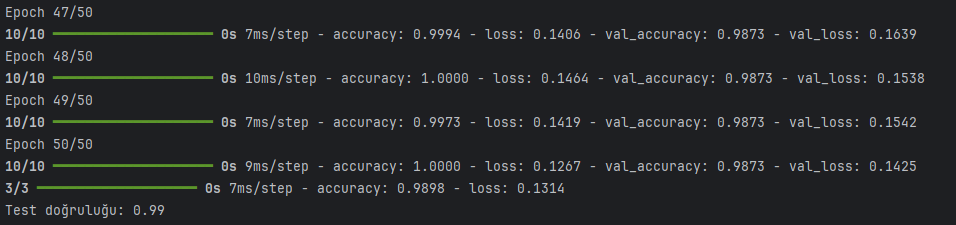 Epoch 47/50
10/10 ━━━━━━━━━━━━━━━━━━━━ 0s 7ms/step - accuracy: 0.9994 - loss: 0.1406 - val_accuracy: 0.9873 - val_loss: 0.1639
Epoch 48/50
10/10 ━━━━━━━━━━━━━━━━━━━━ 0s 10ms/step - accuracy: 1.0000 - loss: 0.1464 - val_accuracy: 0.9873 - val_loss: 0.1538
Epoch 49/50
10/10 ━━━━━━━━━━━━━━━━━━━━ 0s 7ms/step - accuracy: 0.9973 - loss: 0.1419 - val_accuracy: 0.9873 - val_loss: 0.1542
Epoch 50/50
10/10 ━━━━━━━━━━━━━━━━━━━━ 0s 9ms/step - accuracy: 1.0000 - loss: 0.1267 - val_accuracy: 0.9873 - val_loss: 0.1425
3/3 ━━━━━━━━━━━━━━━━━━━━ 0s 7ms/step - accuracy: 0.9898 - loss: 0.1314
Test doğruluğu: 0.99